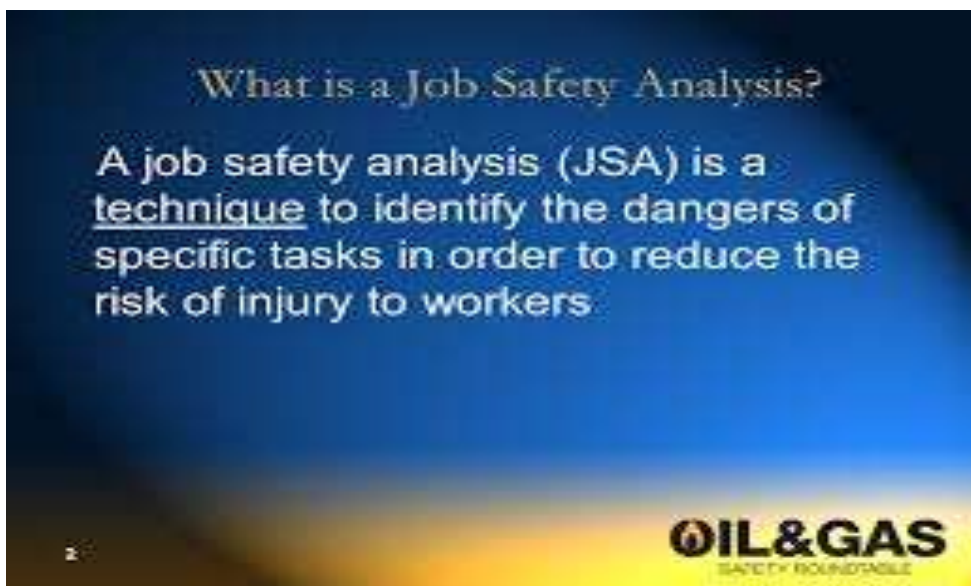 What is a Job Safety Analysis?
A job safety analysis (JSA) is a
technique to identify the dangers of
specific tasks in order to reduce the
risk of injury to workers
2
OIL&GAS
SAFETY ROUNDTABLE